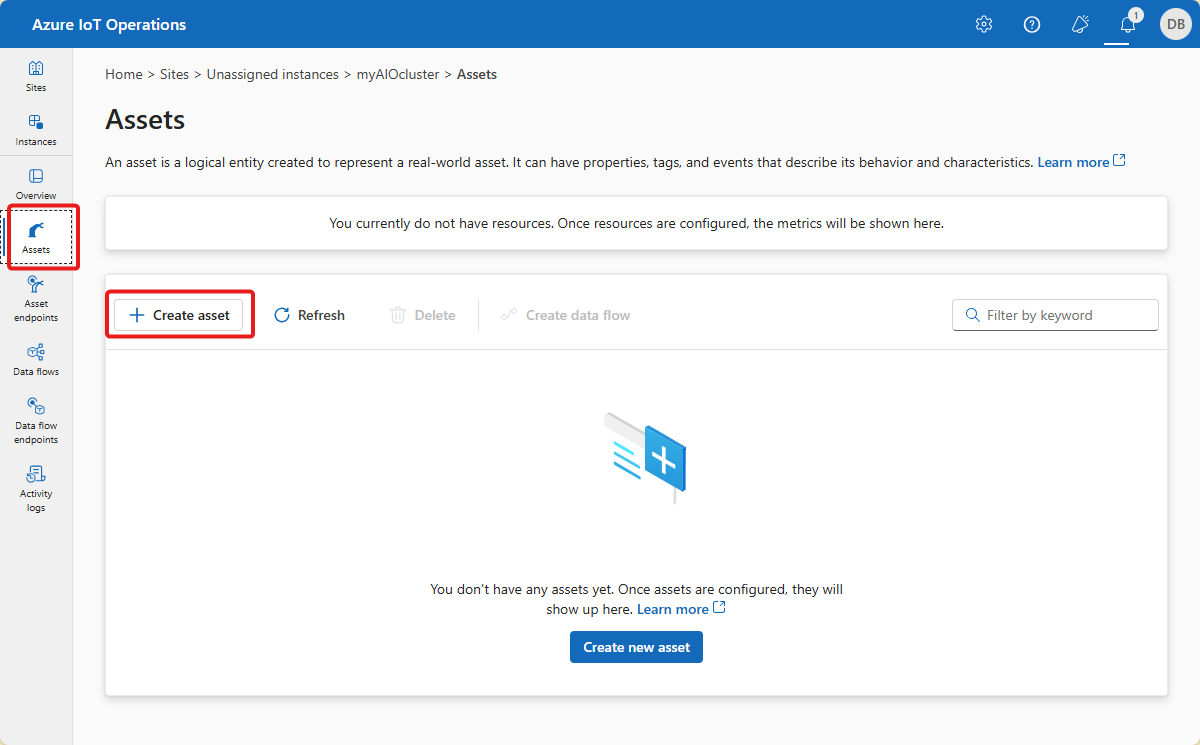 Azure IoT Operations
1
DB
Sites
Instances
Overview
Assets
Asset
endpoints
Data flows
Data flow
endpoints
Activity
logs
Home > Sites > Unassigned instances > myAIOcluster > Assets
Assets
An asset is a logical entity created to represent a real-world asset. It can have properties, tags, and events that describe its behavior and characteristics. Learn more
You currently do not have resources. Once resources are configured, the metrics will be shown here.
Create asset
Refresh
Delete
Create data flow
Filter by keyword
You don't have any assets yet. Once assets are configured, they will
show up here. Learn more
Create new asset